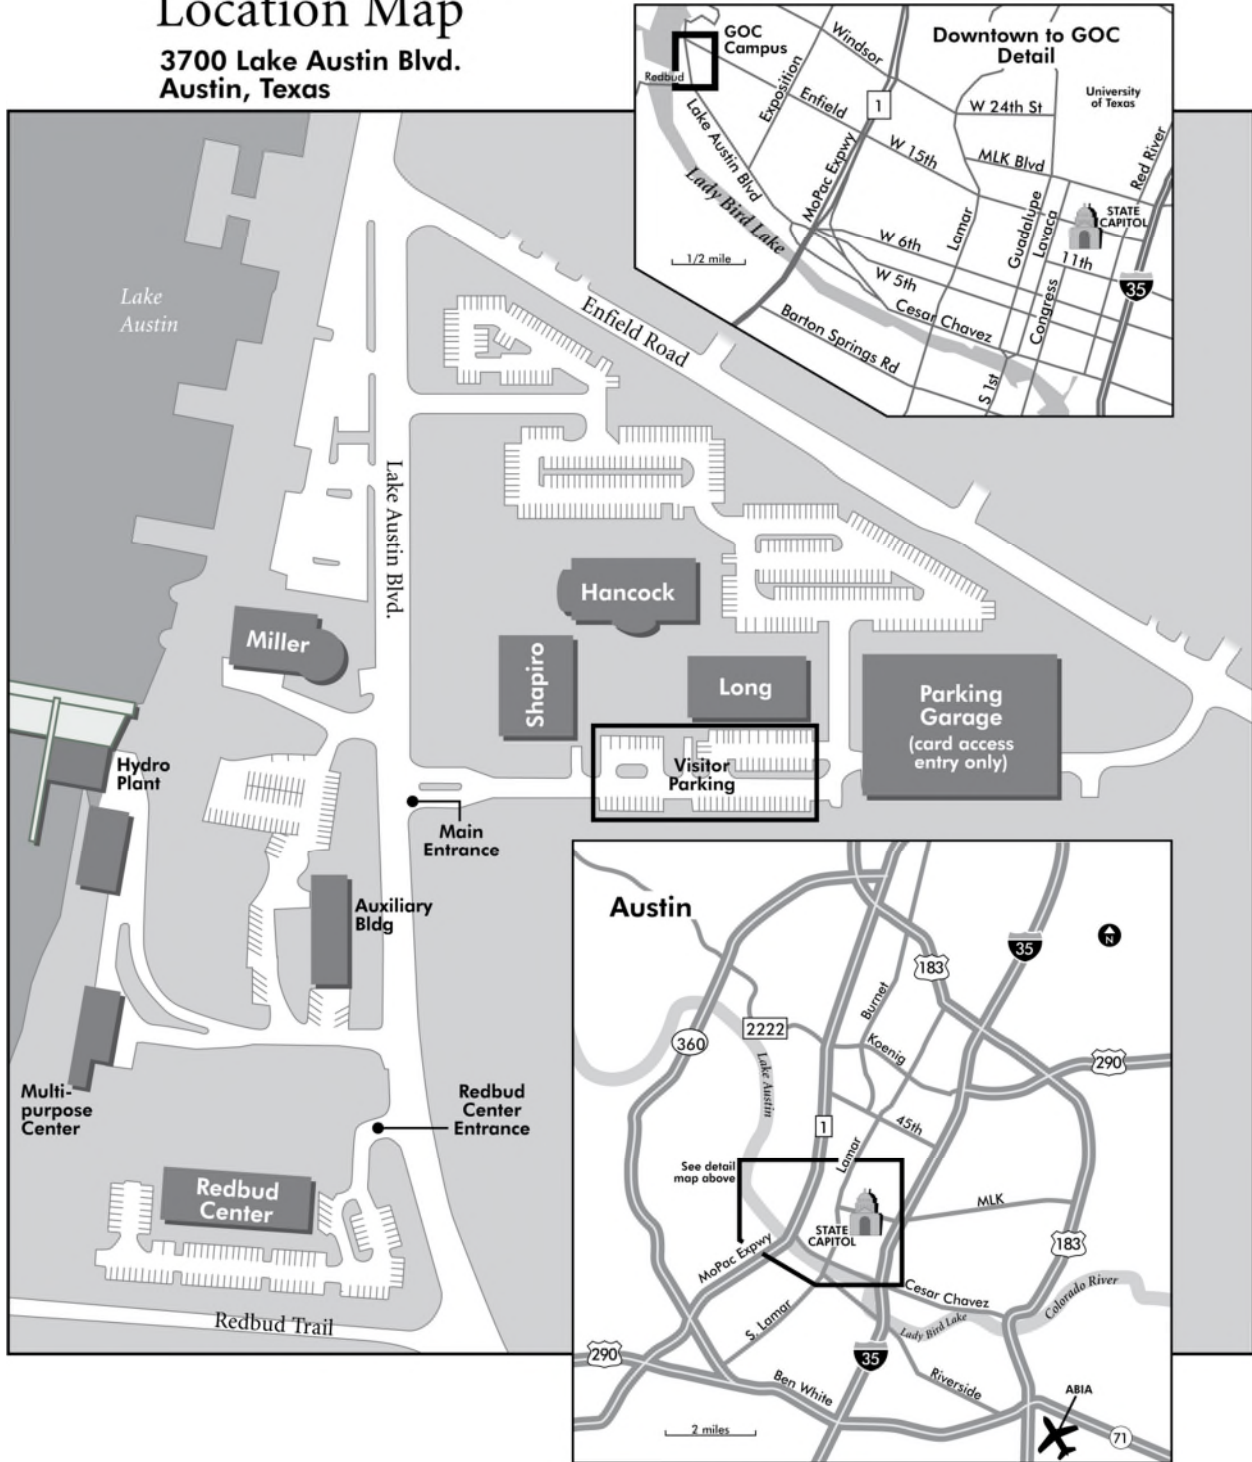 Location Map
3700 Lake Austin Blvd.
Austin, Texas
GOC
Campus
Redbud
Windsor
Downtown to GOC
Detail
University
of Texas
Exposition
Enfield
1
W 24th St
Lake Austin Blvd
W 15th
MLK Blvd
Red River
MoPac Expwy
Lady Bird Lake
Lamar
Guadalupe
Lavaca
STATE
CAPITOL
W 6th
11th
1/2 mile
W 5th
35
Cesar Chavez
Congress
Barton Springs Rd
S 1st
Lake
Austin
Enfield Road
Lake Austin Blvd.
Hancock
Miller
Shapiro
Long
Parking
Garage
(card access
entry only)
Visitor
Parking
Hydro
Plant
Main
Entrance
Auxiliary
Bldg
Multi-
purpose
Center
Redbud
Center
Entrance
Redbud
Center
Redbud Trail
Austin
N
35
183
Burnet
2222
360
Koenig
290
Lake Austin
1
45th
Lamar
See detail
map above
MLK
STATE
CAPITOL
183
MoPac Expwy
Cesar Chavez
Colorado River
S. Lamar
Lady Bird Lake
290
35
Ben White
Riverside
ABIA
2 miles
71